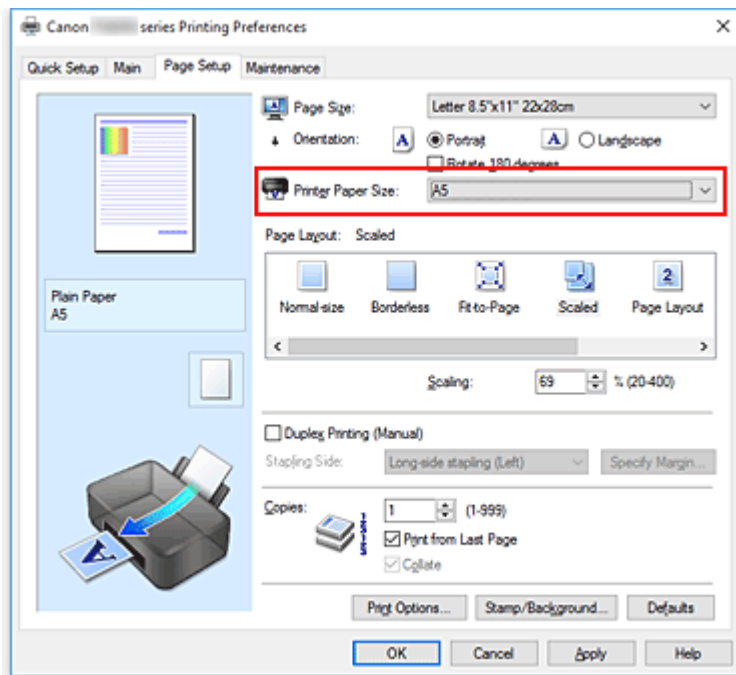 Canon series Printing Preferences
Quick Setup Main Page Setup Maintenance
Page Size: Letter 8.5"x11" 22x28cm
Orientation: A Portrait A Landscape
Rotate 180 degrees
Printer Paper Size: A5
Page Layout: Scaled
Normal-size Borderless Fit-to-Page Scaled Page Layout
Plain Paper
A5
Scaling: 69 % (20-400)
Duplex Printing (Manual)
Stapling Side: Long-side stapling (Left) Specify Margin...
Copies: 1 (1-999)
Print from Last Page
Collate
Print Options... Stamp/Background... Defaults
OK Cancel Apply Help